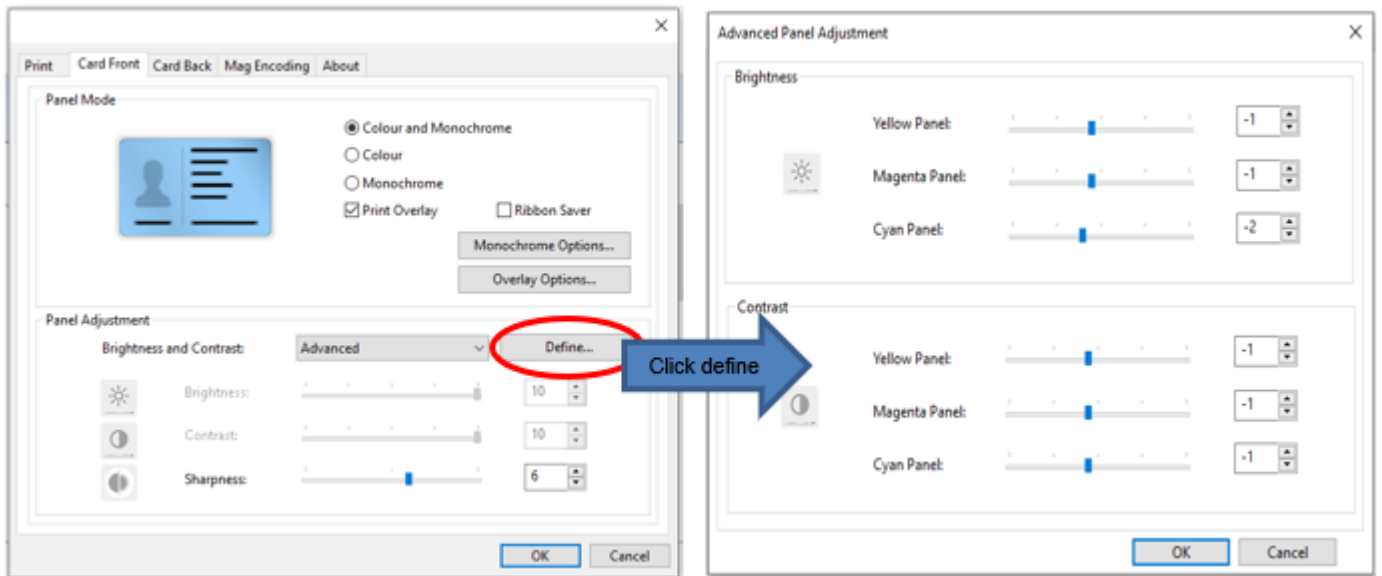 Print Card Front Card Back Mag Encoding About
Panel Mode
Colour and Monochrome
Colour
Monochrome
Print Overlay Ribbon Saver
Monochrome Options...
Overlay Options...
Panel Adjustment
Brightness and Contrast: Advanced Define...
Brightness: 10
Contrast: 10
Sharpness: 6
OK Cancel
Click define
Advanced Panel Adjustment
Brightness
Yellow Panel: -1
Magenta Panel: -1
Cyan Panel: -2
Contrast
Yellow Panel: -1
Magenta Panel: -1
Cyan Panel: -1
OK Cancel